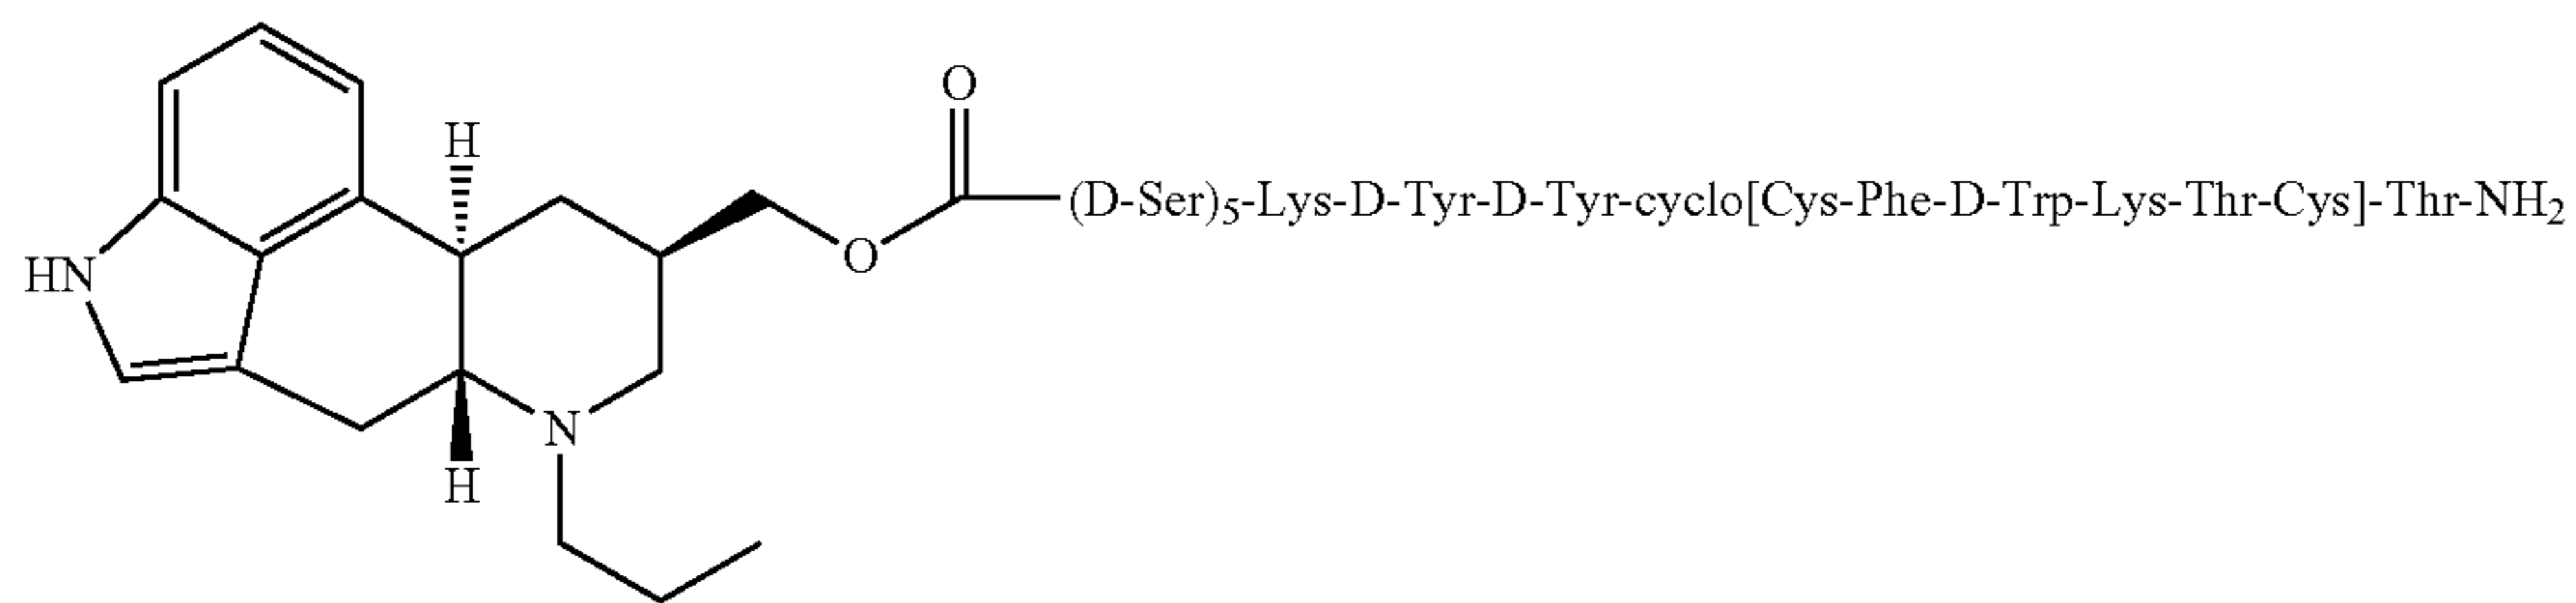 O
H
(D-Ser)₅-Lys-D-Tyr-D-Tyr-cyclo[Cys-Phe-D-Trp-Lys-Thr-Cys]-Thr-NH₂
O
HN
N
H